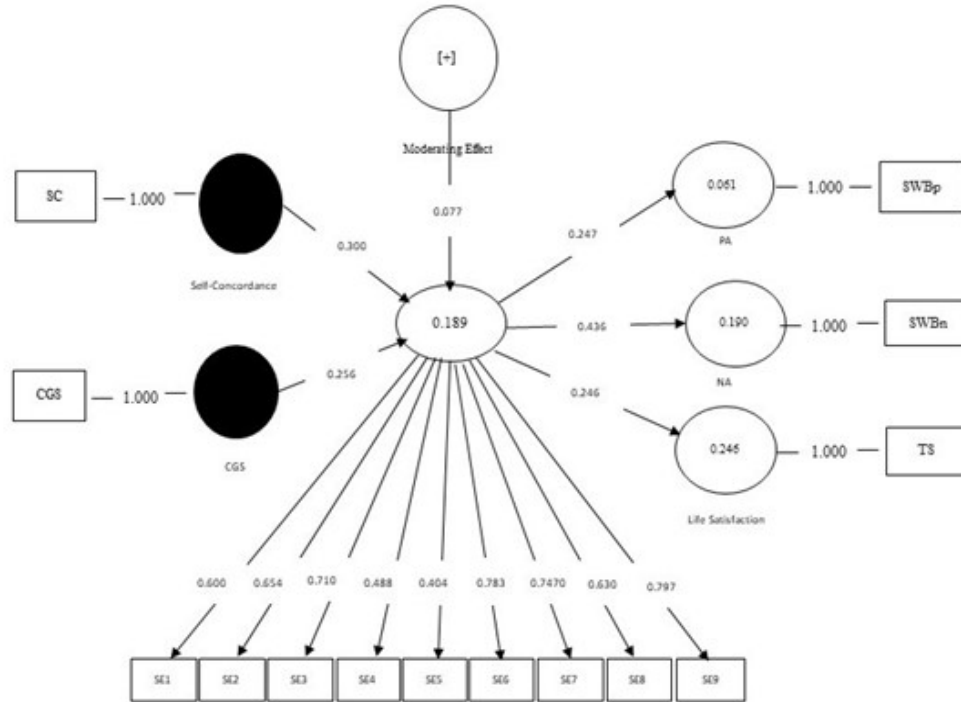 [+]
Moderating Effect
0.077
SC
1.000
Self-Concordance
0.300
0.061
PA
1.000
SWBp
0.247
0.189
0.436
0.190
NA
1.000
SWBn
CGS
1.000
CGS
0.256
0.246
0.246
Life Satisfaction
1.000
TS
0.600 0.654 0.710 0.488 0.404 0.783 0.7470 0.630 0.797
SE1 SE2 SE3 SE4 SE5 SE6 SE7 SE8 SE9